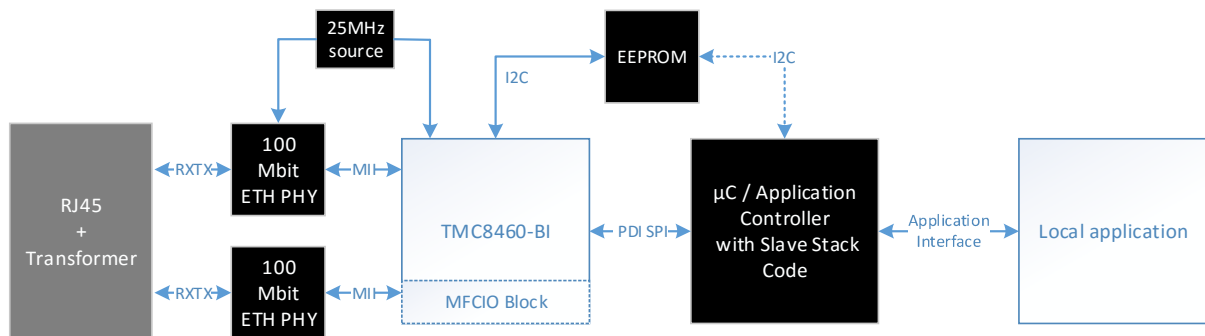 25MHz
source
EEPROM
I2C
I2C
RJ45
+
Transformer
RXTX
100
Mbit
ETH PHY
MII
RXTX
100
Mbit
ETH PHY
MII
TMC8460-BI
MFCIO Block
PDI SPI
µC / Application
Controller
with Slave Stack
Code
Application
Interface
Local application